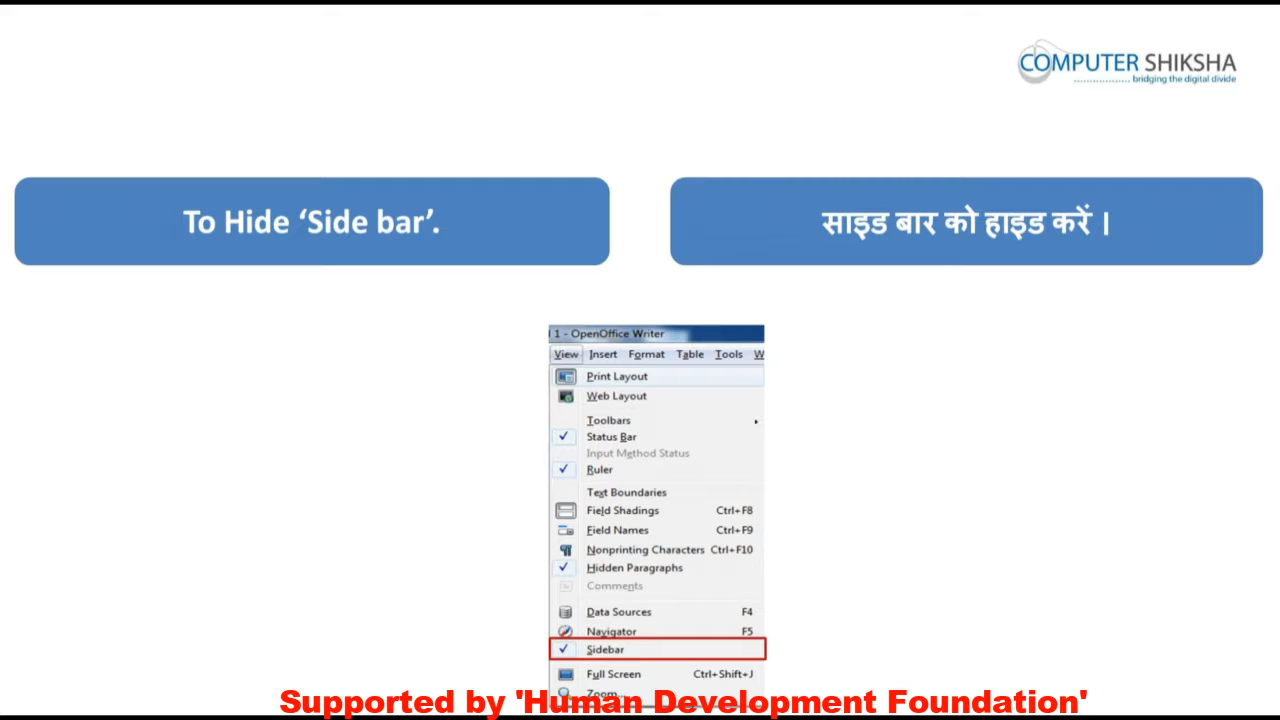 COMPUTER SHIKSHA
bridging the digital divide
To Hide ‘Side bar’.
साइड बार को हाइड करें ।
1 - OpenOffice Writer
View Insert Format Table Tools W
Print Layout
Web Layout
Toolbars
Status Bar
Input Method Status
Ruler
Text Boundaries
Field Shadings Ctrl+F8
Field Names Ctrl+F9
Nonprinting Characters Ctrl+F10
Hidden Paragraphs
Comments
Data Sources F4
Navigator F5
Sidebar
Full Screen Ctrl+Shift+J
Zoom...
Supported by 'Human Development Foundation'